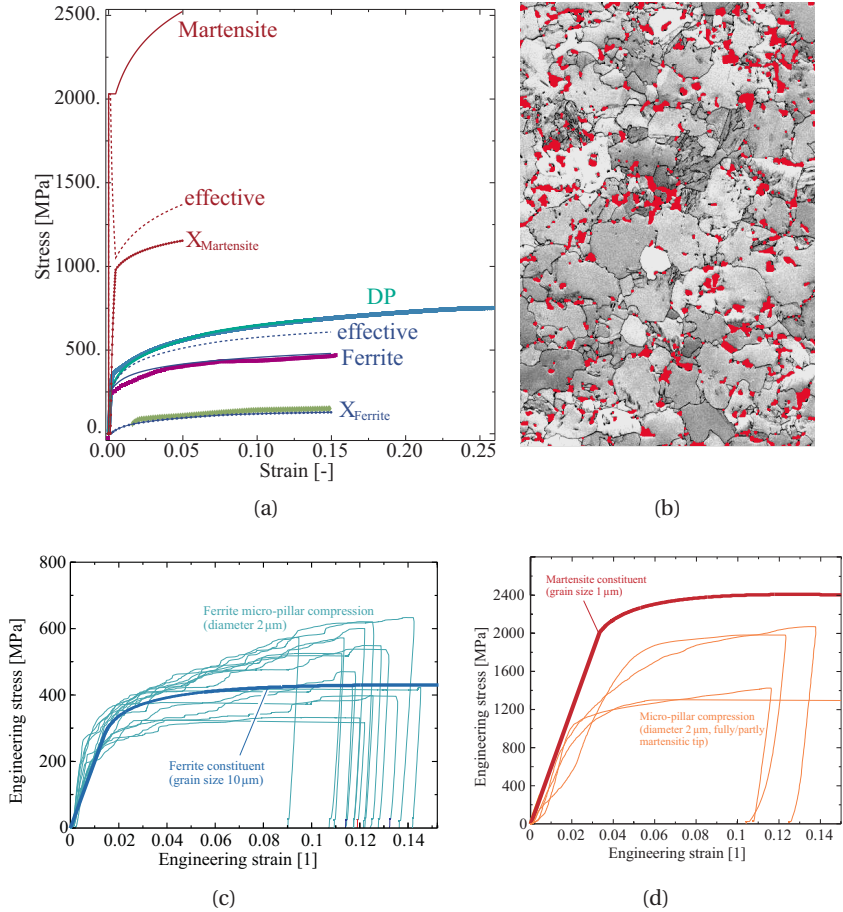 Martensite
2500.
2000.
1500.
1000.
500.
0.
Stress [MPa]
effective
XMartensite
DP
effective
Ferrite
XFerrite
0.00 0.05 0.10 0.15 0.20 0.25
Strain [-]
(a)
(b)
800
600
400
200
0
Engineering stress [MPa]
Ferrite micro-pillar compression
(diameter 2 µm)
Ferrite constituent
(grain size 10 µm)
0 0.02 0.04 0.06 0.08 0.1 0.12 0.14
Engineering strain [1]
(c)
2400
2000
1600
1200
800
400
0
Engineering stress [MPa]
Martensite constituent
(grain size 1 µm)
Micro-pillar compression
(diameter 2 µm, fully/partly
martensitic tip)
0 0.02 0.04 0.06 0.08 0.1 0.12 0.14
Engineering strain [1]
(d)